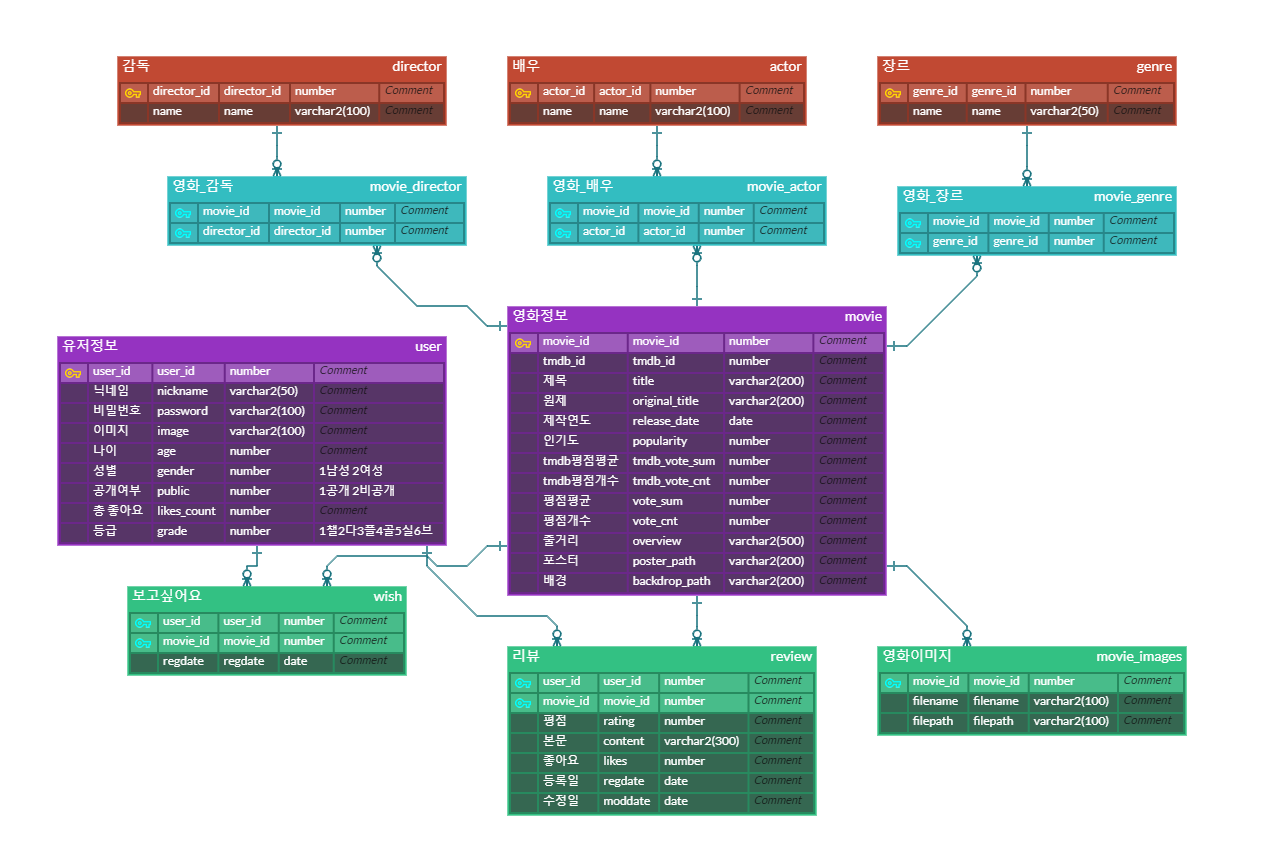 감독 director
director_id director_id number Comment
name name varchar2(100) Comment
배우 actor
actor_id actor_id number Comment
name name varchar2(100) Comment
장르 genre
genre_id genre_id number Comment
name name varchar2(50) Comment
영화_감독 movie_director
movie_id movie_id number Comment
director_id director_id number Comment
영화_배우 movie_actor
movie_id movie_id number Comment
actor_id actor_id number Comment
영화_장르 movie_genre
movie_id movie_id number Comment
genre_id genre_id number Comment
유저정보 user
user_id user_id number Comment
닉네임 nickname varchar2(50) Comment
비밀번호 password varchar2(100) Comment
이미지 image varchar2(100) Comment
나이 age number Comment
성별 gender number 1남성 2여성
공개여부 public number 1공개 2비공개
총 좋아요 likes_count number Comment
등급 grade number 1챌2다3플4골5실6브
영화정보 movie
movie_id movie_id number Comment
tmdb_id tmdb_id number Comment
제목 title varchar2(200) Comment
원제 original_title varchar2(200) Comment
제작연도 release_date date Comment
인기도 popularity number Comment
tmdb평점평균 tmdb_vote_sum number Comment
tmdb평점개수 tmdb_vote_cnt number Comment
평점평균 vote_sum number Comment
평점개수 vote_cnt number Comment
줄거리 overview varchar2(500) Comment
포스터 poster_path varchar2(200) Comment
배경 backdrop_path varchar2(200) Comment
보고싶어요 wish
user_id user_id number Comment
movie_id movie_id number Comment
regdate regdate date Comment
리뷰 review
user_id user_id number Comment
movie_id movie_id number Comment
평점 rating number Comment
본문 content varchar2(300) Comment
좋아요 likes number Comment
등록일 regdate date Comment
수정일 moddate date Comment
영화이미지 movie_images
movie_id movie_id number Comment
filename filename varchar2(100) Comment
filepath filepath varchar2(100) Comment